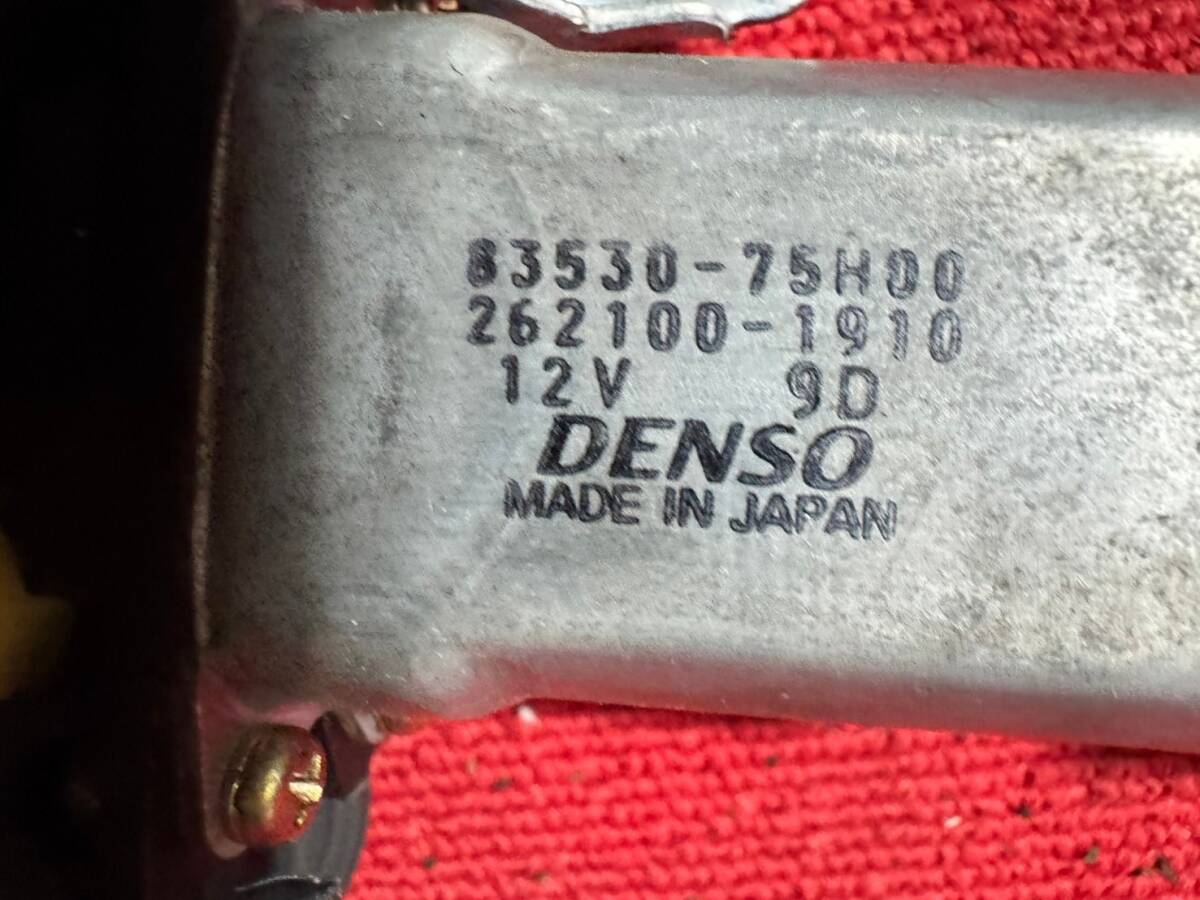 83530-75H00
262100-1910
12V 9D
DENSO
MADE IN JAPAN